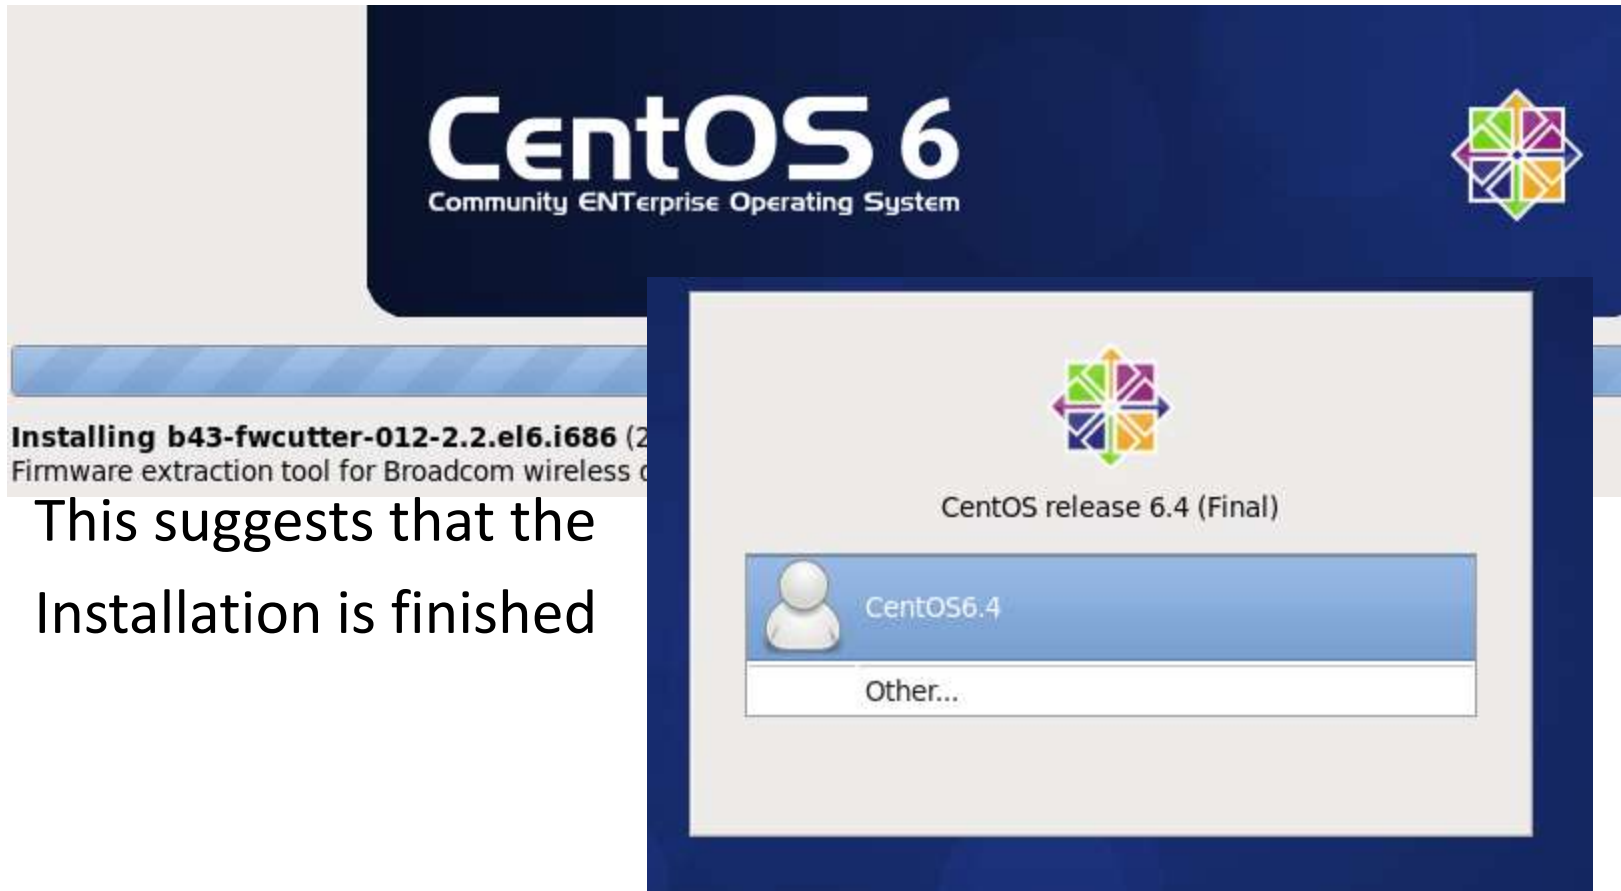 CentOS 6
Community ENTerprise Operating System
Installing b43-fwcutter-012-2.2.el6.i686 (2
Firmware extraction tool for Broadcom wireless
This suggests that the
Installation is finished
CentOS release 6.4 (Final)
CentOS6.4
Other...